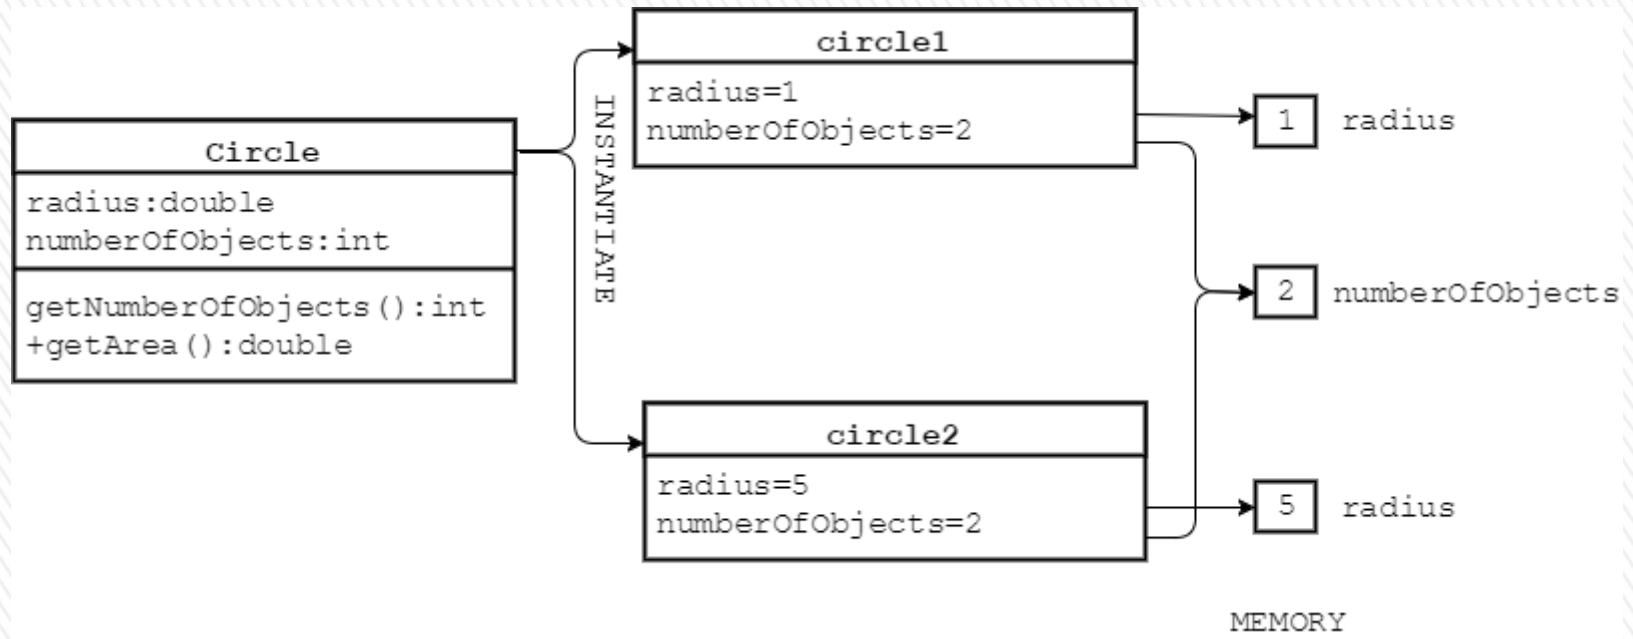 Circle
radius:double
numberOfObjects:int
getNumberOfObjects():int
+getArea():double
INSTANTIATE
circle1
radius=1
numberOfObjects=2
circle2
radius=5
numberOfObjects=2
1 radius
2 numberOfObjects
5 radius
MEMORY